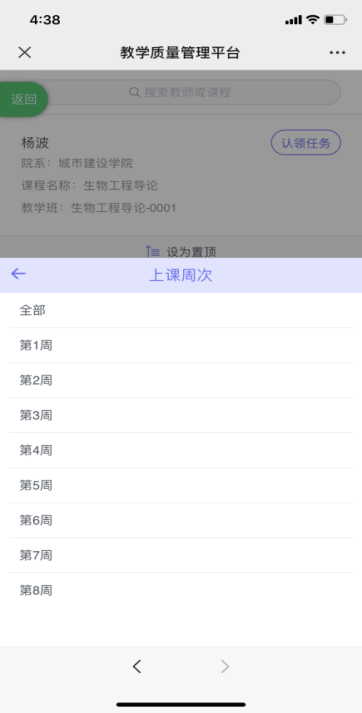 4:38
教学质量管理平台
返回
搜索教师或课程
杨波
认领任务
院系：城市建设学院
课程名称：生物工程导论
教学班：生物工程导论-0001
设为置顶
上课周次
全部
第1周
第2周
第3周
第4周
第5周
第6周
第7周
第8周